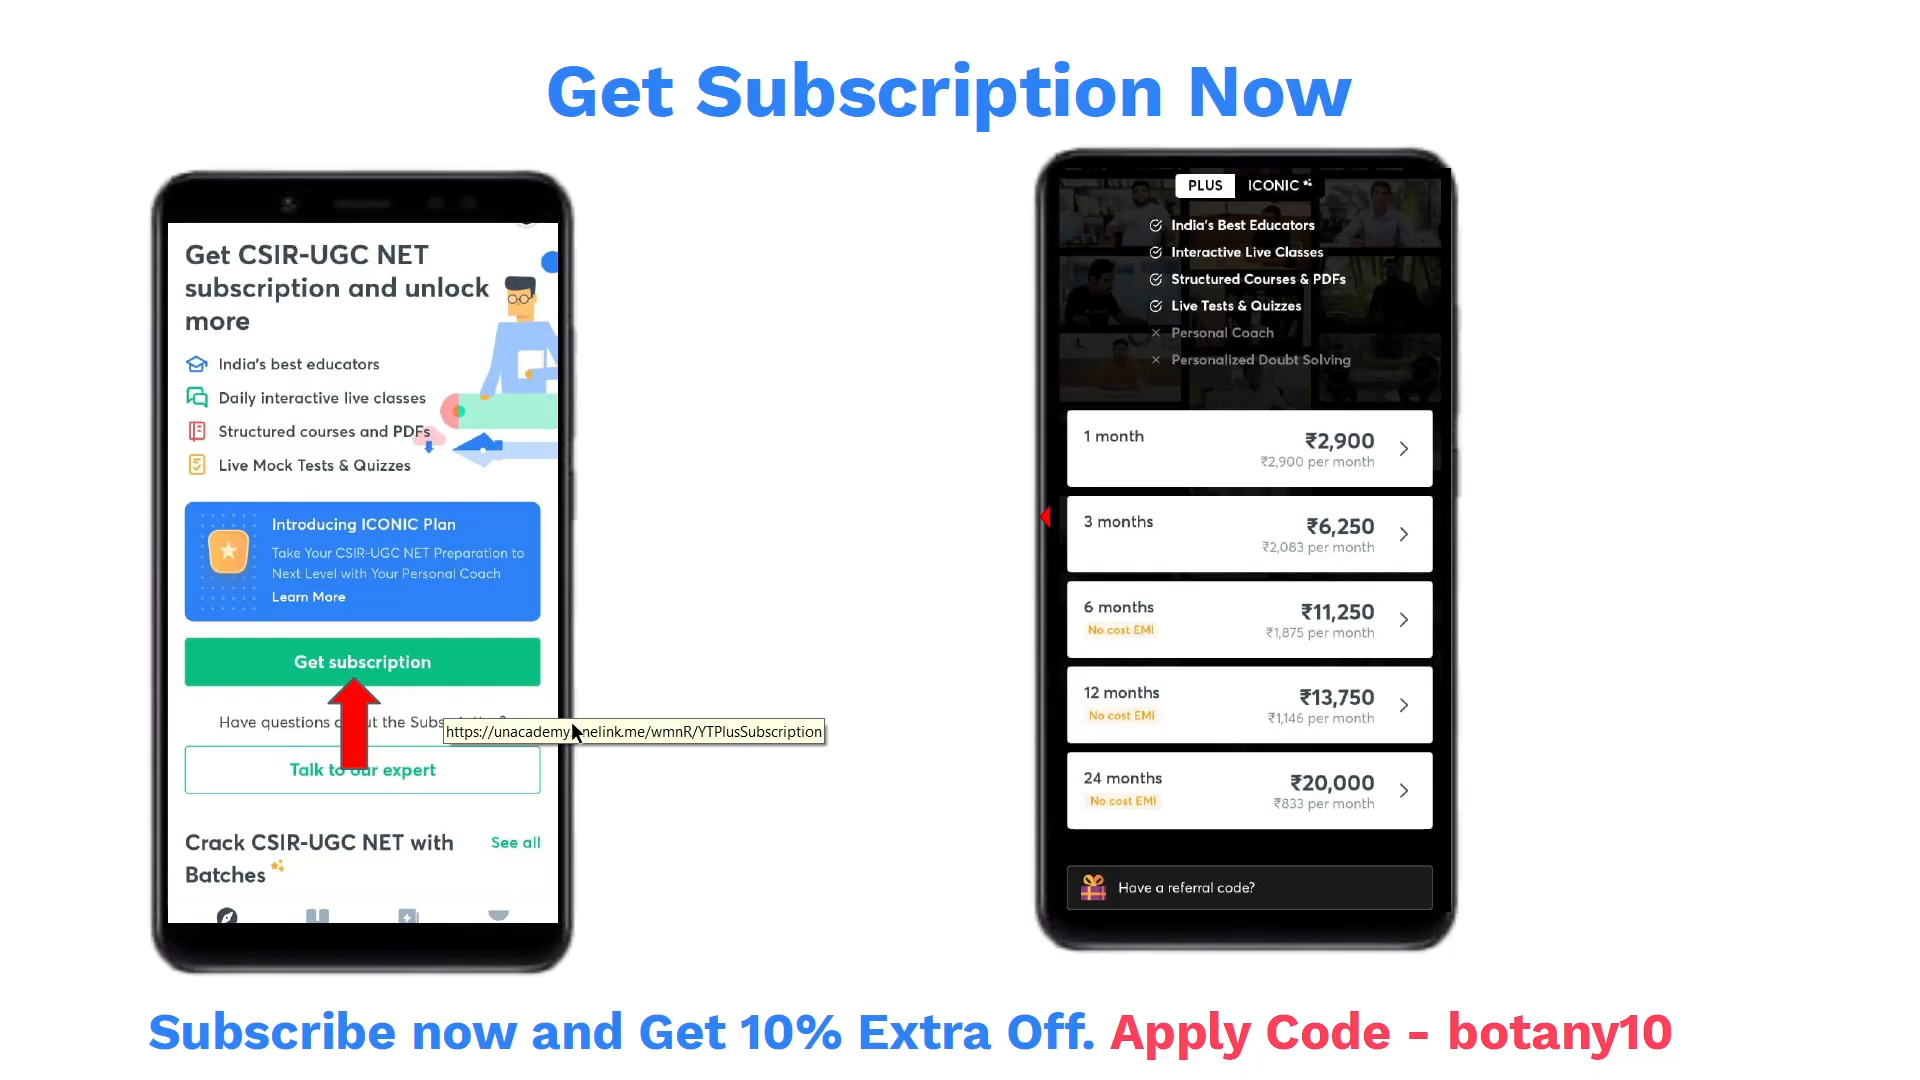 Get Subscription Now
Get CSIR-UGC NET
subscription and unlock
more
India's best educators
Daily interactive live classes
Structured courses and PDFs
Live Mock Tests & Quizzes
Introducing ICONIC Plan
Take Your CSIR-UGC NET Preparation to
Next Level with Your Personal Coach
Learn More
Get subscription
Have questions the
https://unacademy. nelink.me/wmnR/YTPlusSubscription
Talk to our expert
Crack CSIR-UGC NET with
Batches
See all
PLUS ICONIC
India's Best Educators
Interactive Live Classes
Structured Courses & PDFs
Live Tests & Quizzes
Personal Coach
Personalized Doubt Solving
1 month
₹2,900
₹2,900 per month
3 months
₹6,250
₹2,083 per month
6 months
No cost EMI
₹11,250
₹1,875 per month
12 months
No cost EMI
₹13,750
₹1,146 per month
24 months
No cost EMI
₹20,000
₹833 per month
Have a referral code?
Subscribe now and Get 10% Extra Off. Apply Code - botany10